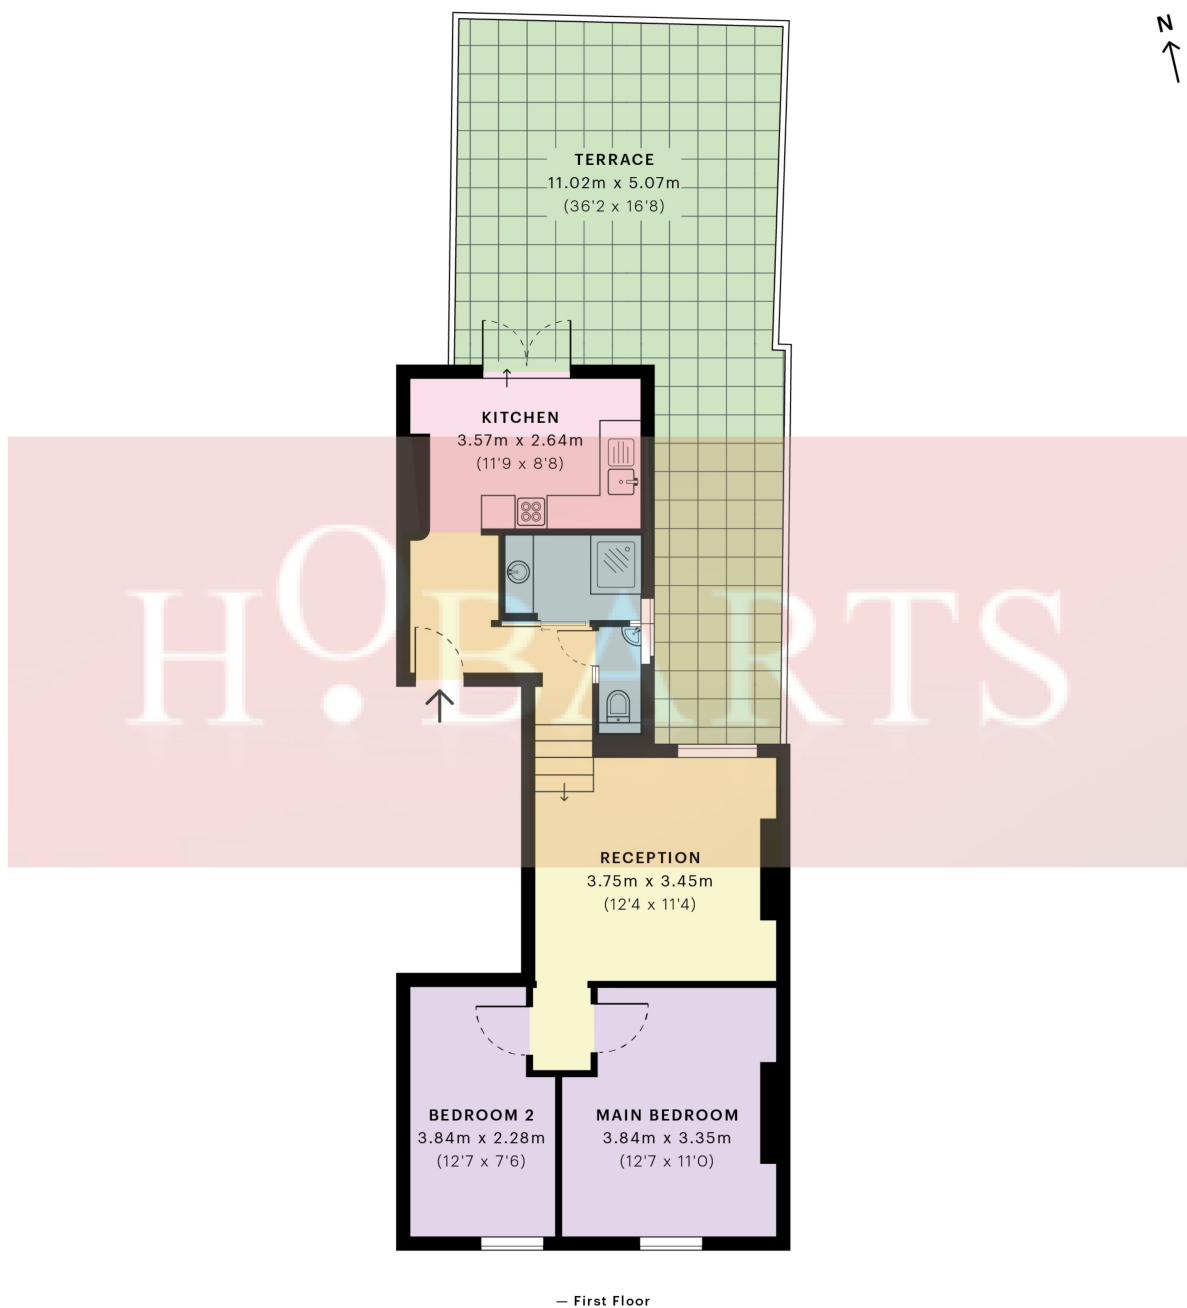 N
TERRACE
11.02m x 5.07m
(36'2 x 16'8)
KITCHEN
3.57m x 2.64m
(11'9 x 8'8)
HOBARTS
RECEPTION
3.75m x 3.45m
(12'4 x 11'4)
BEDROOM 2
3.84m x 2.28m
(12'7 x 7'6)
MAIN BEDROOM
3.84m x 3.35m
(12'7 x 11'0)
— First Floor